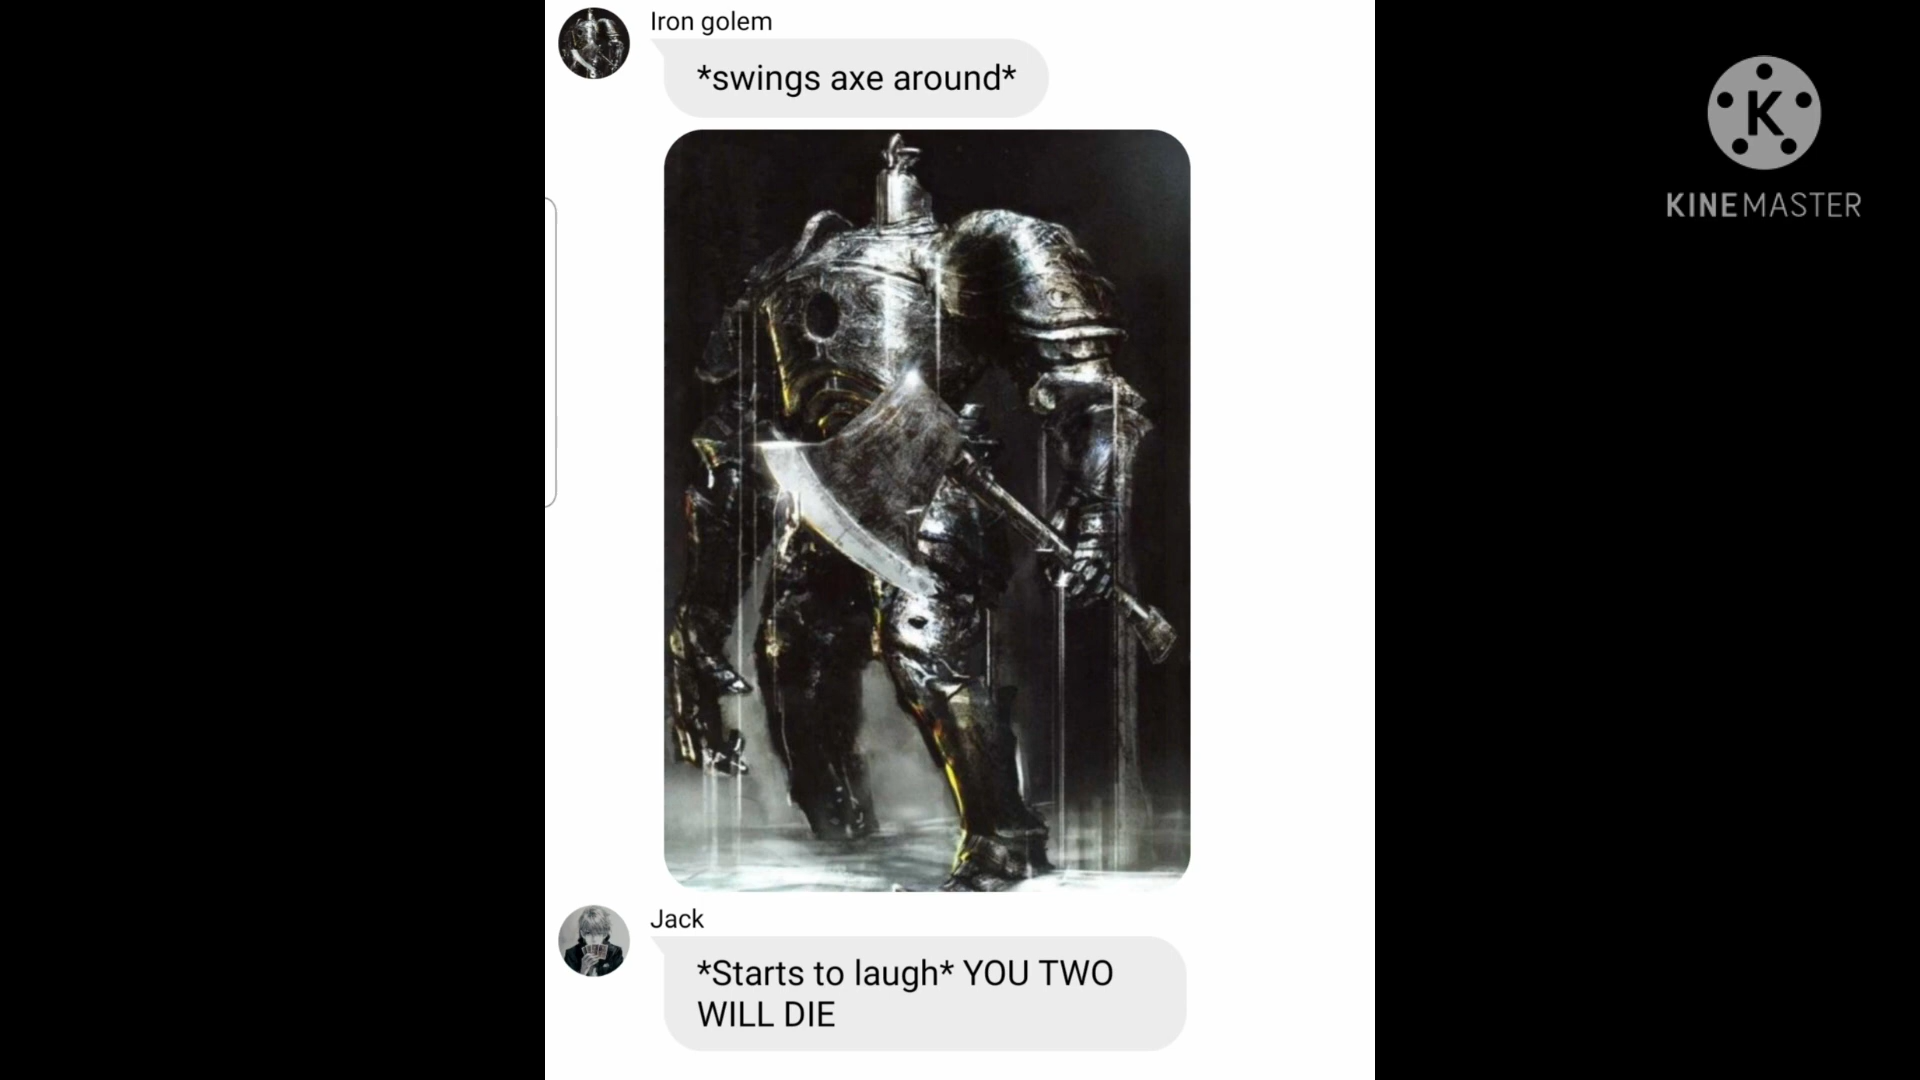 Iron golem
*swings axe around*
K
KINEMASTER
Jack
*Starts to laugh* YOU TWO
WILL DIE